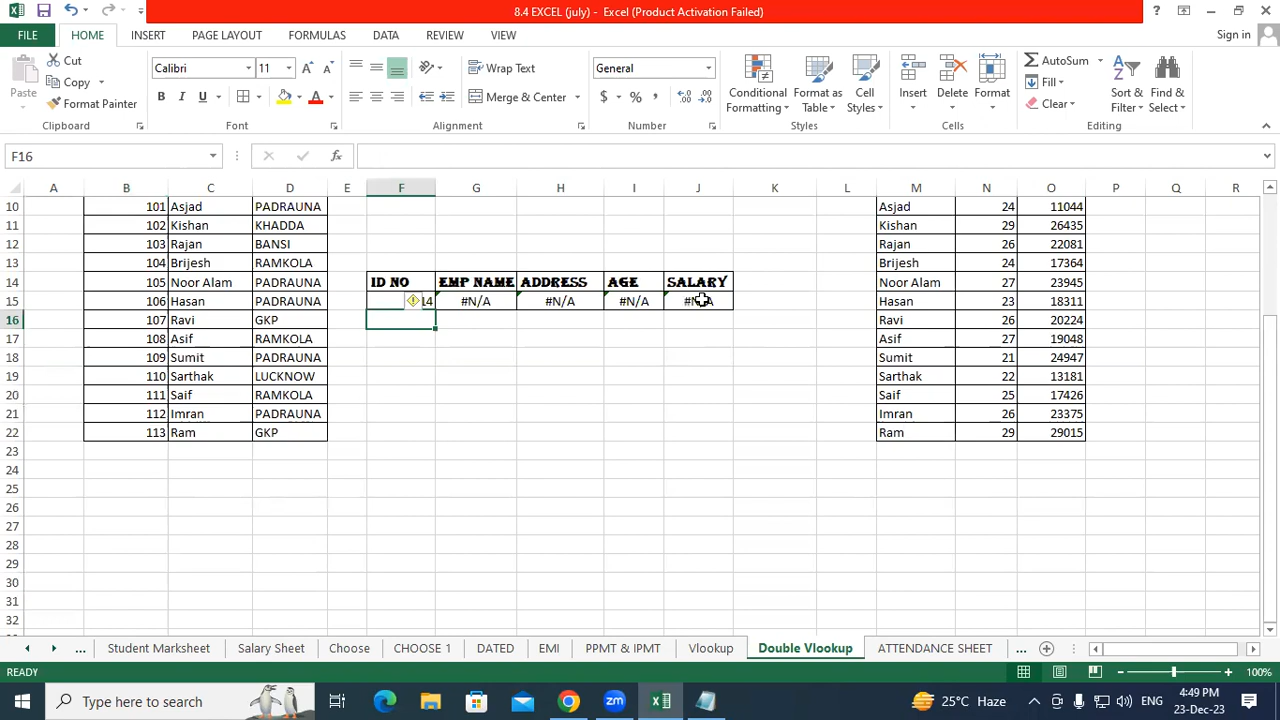 8.4 EXCEL (july) - Excel (Product Activation Failed)
FILE HOME INSERT PAGE LAYOUT FORMULAS DATA REVIEW VIEW Sign in
Paste Cut Copy Format Painter
Calibri 11
B I U A
Wrap Text
Merge & Center
General
$ % ,
Conditional Formatting
Format as Table
Cell Styles
Insert Delete Format
AutoSum Fill Clear
Sort & Filter
Find & Select
Clipboard Font Alignment Number Styles Cells Editing
F16 fx
A B C D E F G H I J K L M N O P Q R
10 101 Asjad PADRAUNA Asjad 24 11044
11 102 Kishan KHADDA Kishan 29 26435
12 103 Rajan BANSI Rajan 26 22081
13 104 Brijesh RAMKOLA Brijesh 24 17364
14 105 Noor Alam PADRAUNA ID NO EMP NAME ADDRESS AGE SALARY Noor Alam 27 23945
15 106 Hasan PADRAUNA 14 #N/A #N/A #N/A Hasan 23 18311
16 107 Ravi GKP Ravi 26 20224
17 108 Asif RAMKOLA Asif 27 19048
18 109 Sumit PADRAUNA Sumit 21 24947
19 110 Sarthak LUCKNOW Sarthak 22 13181
20 111 Saif RAMKOLA Saif 25 17426
21 112 Imran PADRAUNA Imran 26 23375
22 113 Ram GKP Ram 29 29015
23
24
25
26
27
28
29
30
31
32
... Student Marksheet Salary Sheet Choose CHOOSE 1 DATED EMI PPMT & IPMT Vlookup Double Vlookup ATTENDANCE SHEET ...
READY 100%
Type here to search zm 25°C Haze 4:49 PM
23-Dec-23